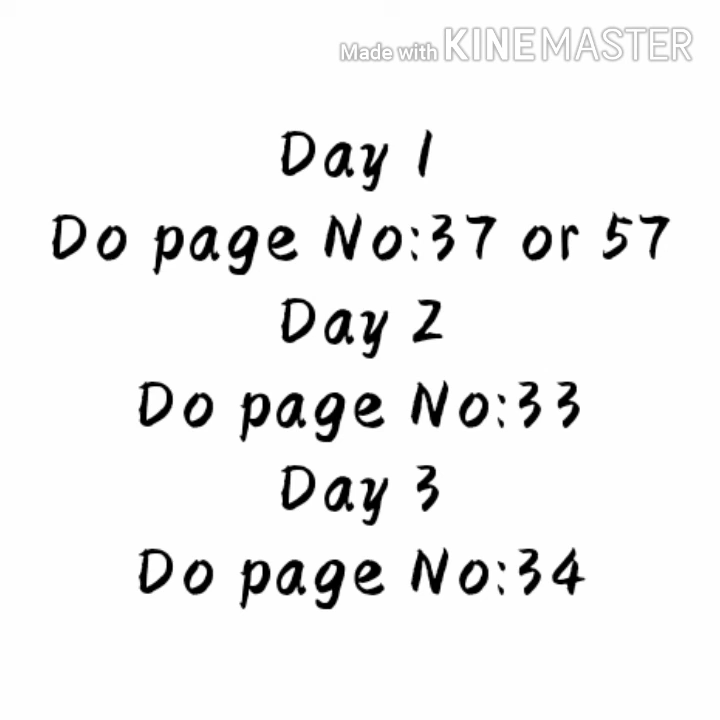 Made with KINEMASTER
Day 1
Do page No:37 or 57
Day 2
Do page No:33
Day 3
Do page No:34